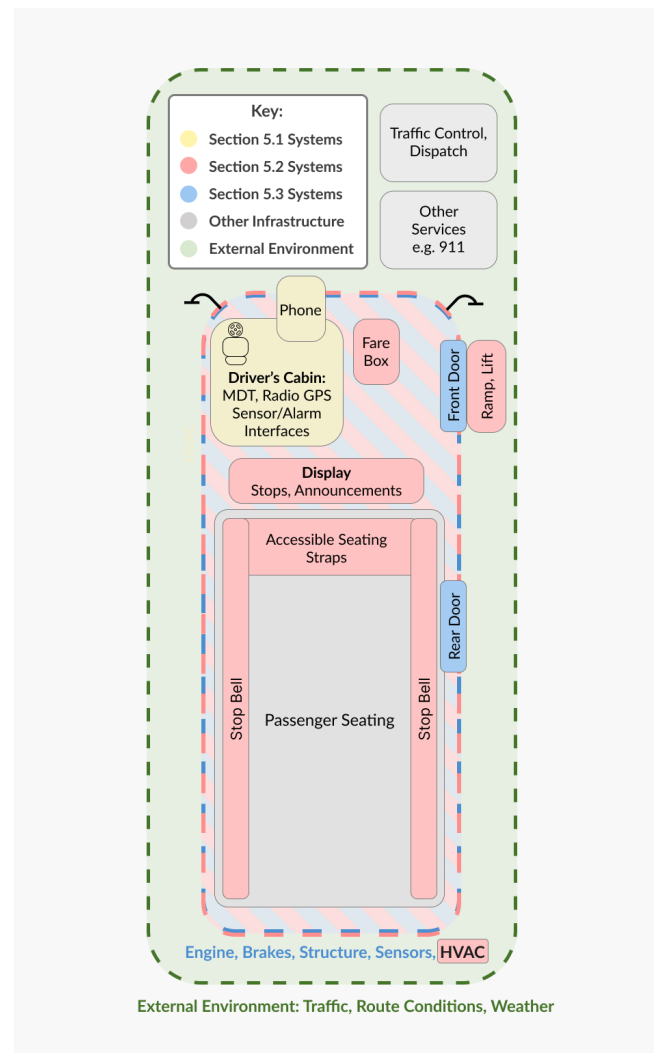 Key:
Section 5.1 Systems
Section 5.2 Systems
Section 5.3 Systems
Other Infrastructure
External Environment
Traffic Control,
Dispatch
Other
Services
e.g. 911
Phone
Driver's Cabin:
MDT, Radio GPS
Sensor/Alarm
Interfaces
Fare
Box
Front Door
Ramp, Lift
Display
Stops, Announcements
Accessible Seating
Straps
Stop Bell
Passenger Seating
Stop Bell
Rear Door
Engine, Brakes, Structure, Sensors, HVAC
External Environment: Traffic, Route Conditions, Weather